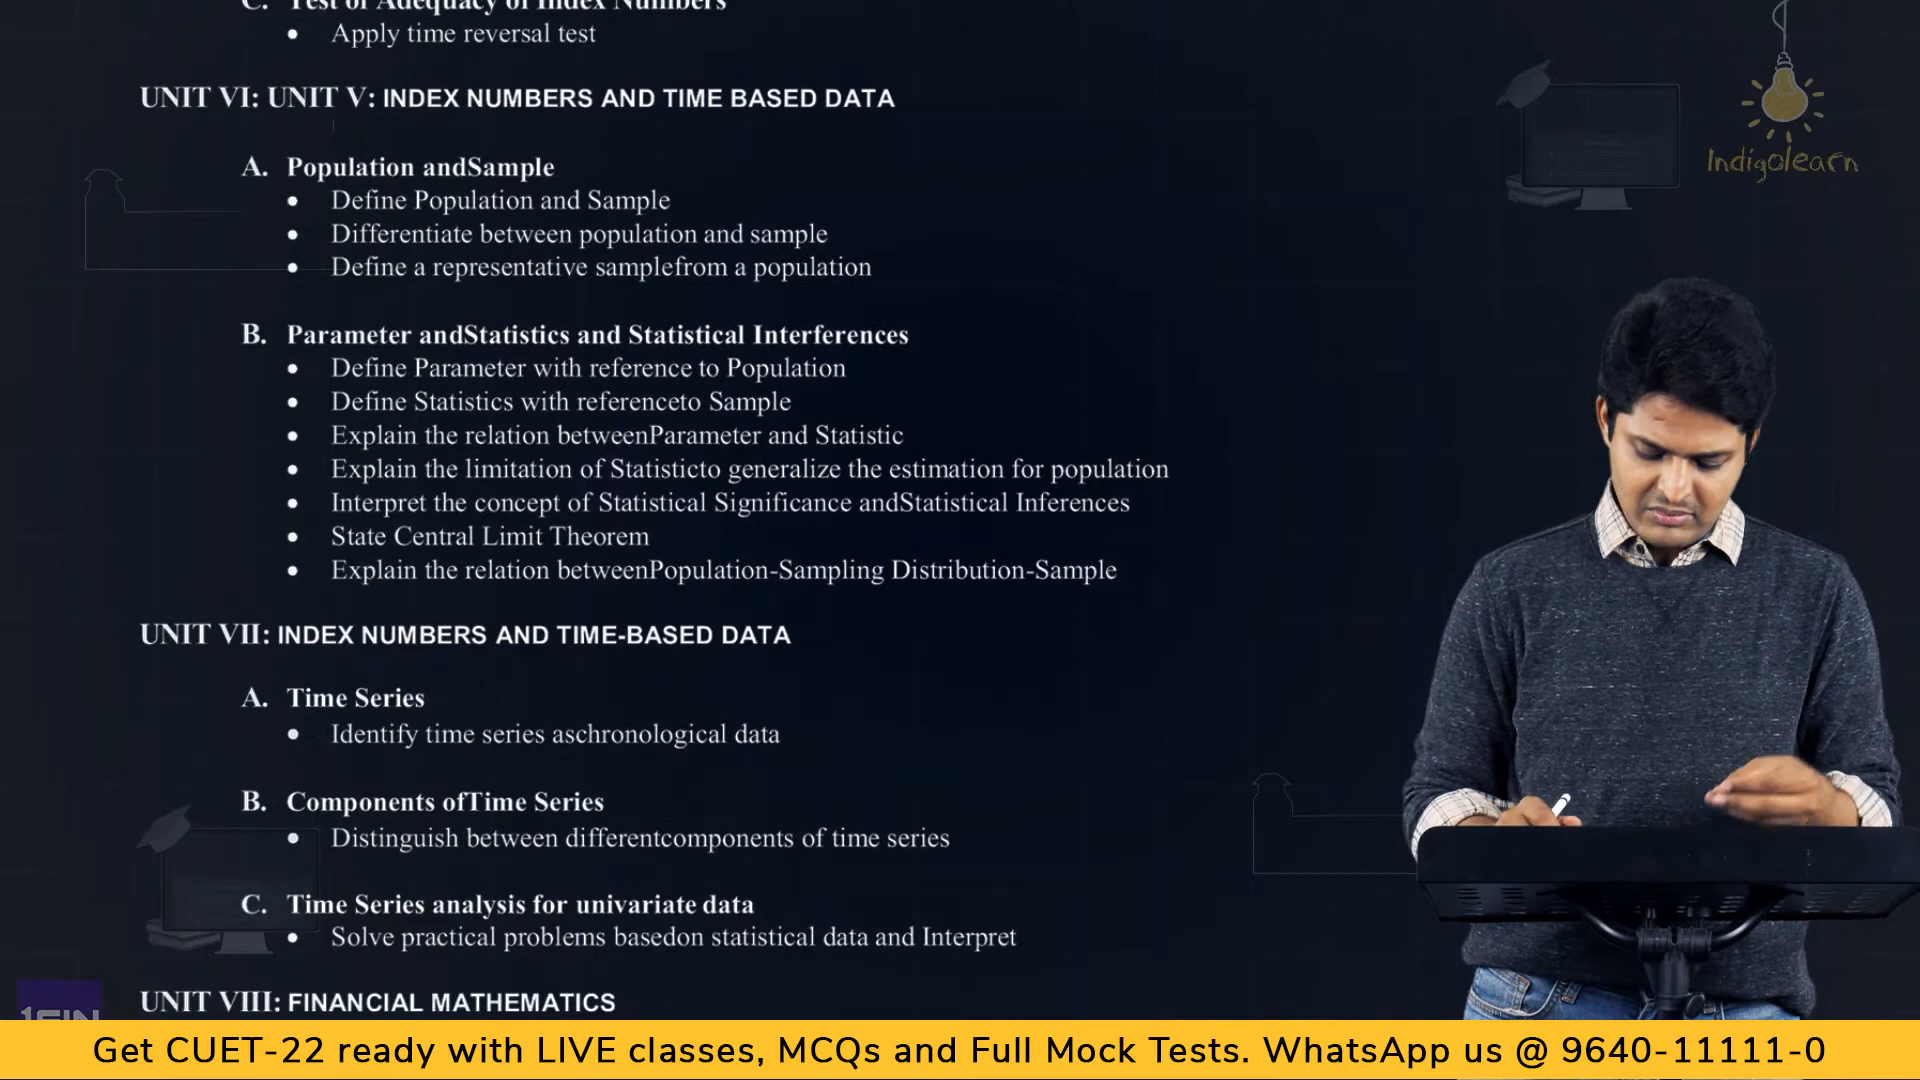 C. Test of Adequacy of Index Numbers
• Apply time reversal test
UNIT VI: UNIT V: INDEX NUMBERS AND TIME BASED DATA
A. Population andSample
• Define Population and Sample
• Differentiate between population and sample
• Define a representative samplefrom a population
B. Parameter andStatistics and Statistical Interferences
• Define Parameter with reference to Population
• Define Statistics with referenceto Sample
• Explain the relation betweenParameter and Statistic
• Explain the limitation of Statisticto generalize the estimation for population
• Interpret the concept of Statistical Significance andStatistical Inferences
• State Central Limit Theorem
• Explain the relation betweenPopulation-Sampling Distribution-Sample
UNIT VII: INDEX NUMBERS AND TIME-BASED DATA
A. Time Series
• Identify time series aschronological data
B. Components ofTime Series
• Distinguish between differentcomponents of time series
C. Time Series analysis for univariate data
• Solve practical problems basedon statistical data and Interpret
UNIT VIII: FINANCIAL MATHEMATICS
Indigolearn
1FIN
Get CUET-22 ready with LIVE classes, MCQs and Full Mock Tests. WhatsApp us @ 9640-11111-0